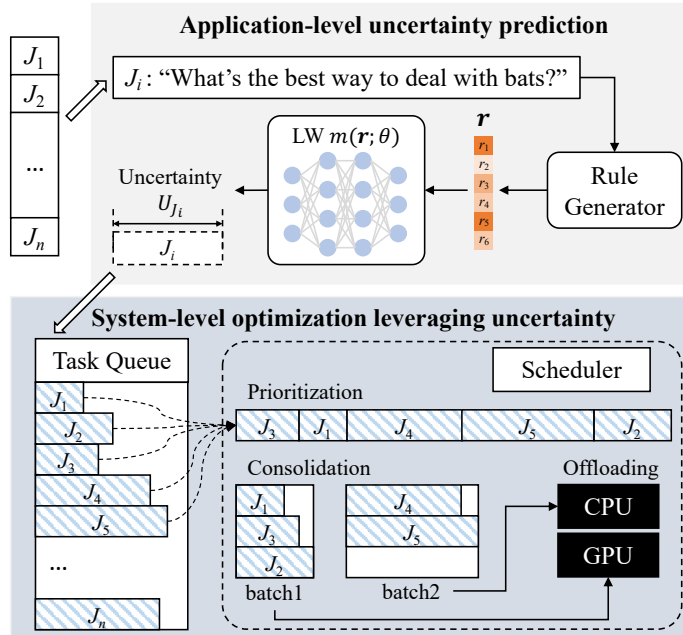 Application-level uncertainty prediction
J1
J2
...
Jn
Ji: “What’s the best way to deal with bats?”
LW m(r; θ)
r
r1
r2
r3
r4
r5
r6
Rule
Generator
Uncertainty
UJi
Ji
System-level optimization leveraging uncertainty
Task Queue
J1
J2
J3
J4
J5
...
Jn
Scheduler
Prioritization
J3 J1 J4 J5 J2
Consolidation
J1
J3
J2
batch1
J4
J5
batch2
Offloading
CPU
GPU